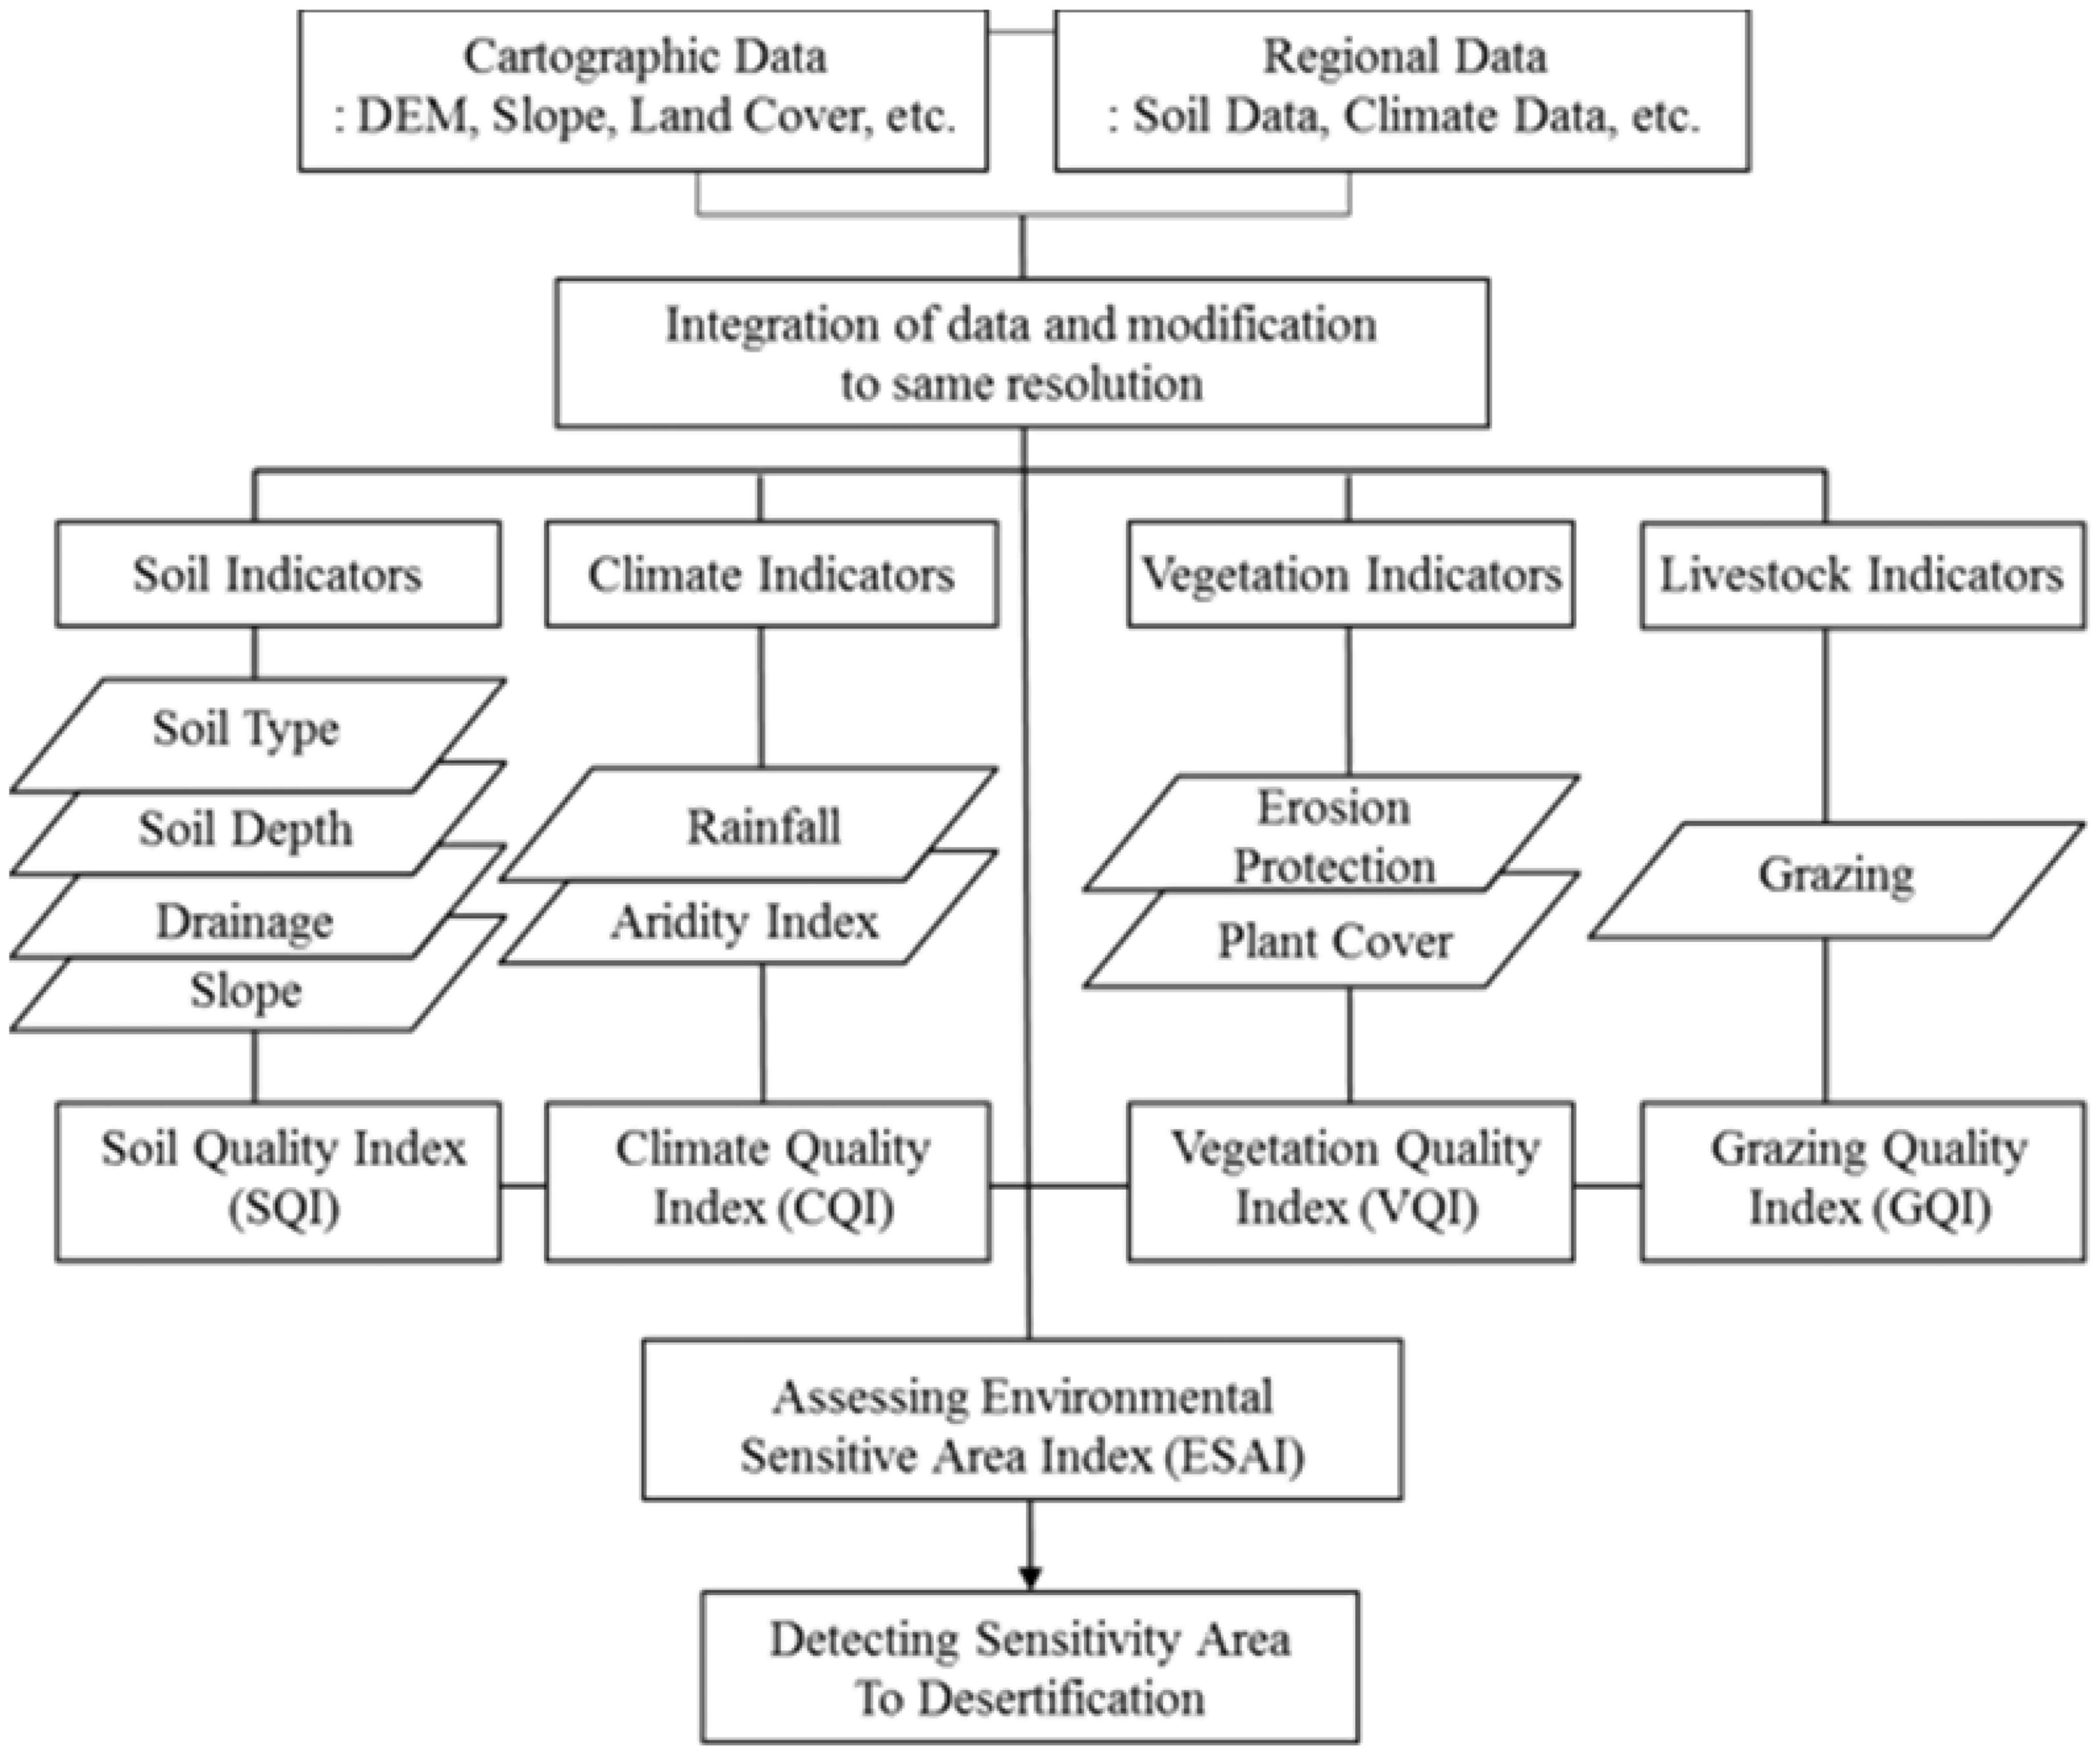 Cartographic Data
: DEM, Slope, Land Cover, etc.
Regional Data
: Soil Data, Climate Data, etc.
Integration of data and modification
to same resolution
Soil Indicators
Climate Indicators
Vegetation Indicators
Livestock Indicators
Soil Type
Soil Depth
Drainage
Slope
Rainfall
Aridity Index
Erosion
Protection
Plant Cover
Grazing
Soil Quality Index
(SQI)
Climate Quality
Index (CQI)
Vegetation Quality
Index (VQI)
Grazing Quality
Index (GQI)
Assessing Environmental
Sensitive Area Index (ESAI)
Detecting Sensitivity Area
To Desertification